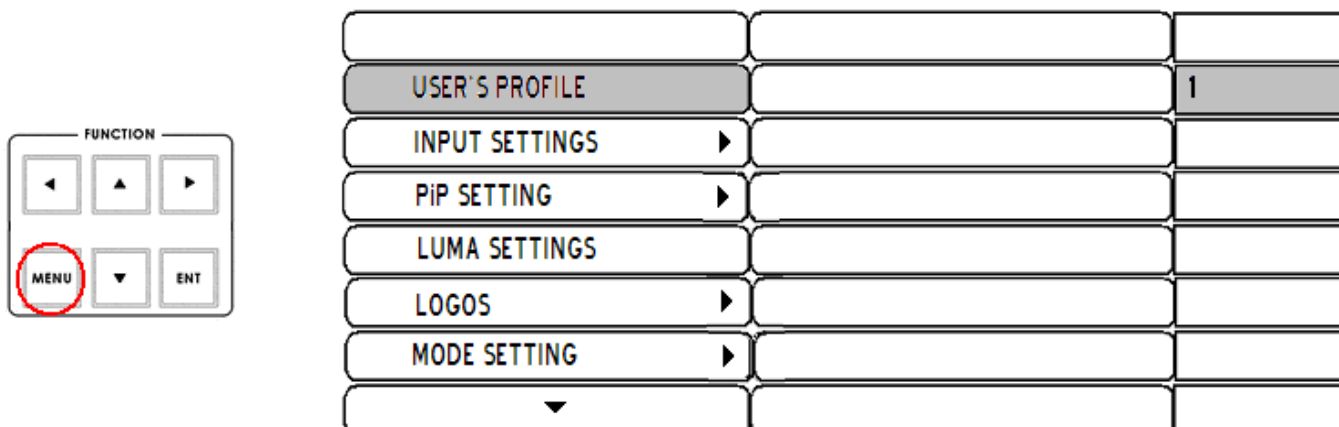 FUNCTION
MENU
ENT
USER'S PROFILE
1
INPUT SETTINGS
PiP SETTING
LUMA SETTINGS
LOGOS
MODE SETTING